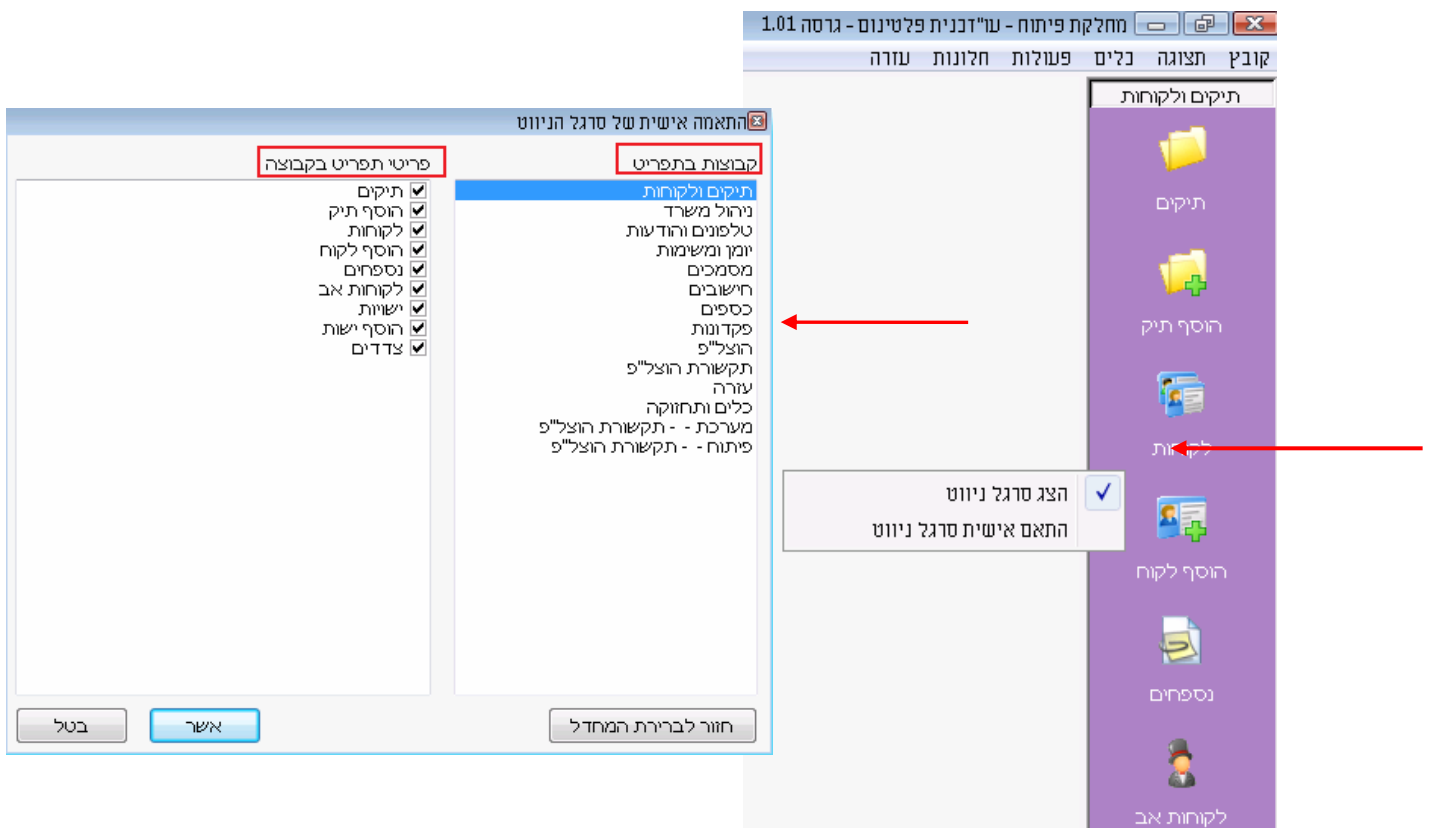 מחלקת פיתוח - עו"דכנית פלטינום - גרסה 1.01
קובץ תצוגה כלים פעולות חלונות עזרה
תיקים ולקוחות
תיקים
הוסף תיק
לקוחות
הוסף לקוח
נספחים
לקוחות אב
הצג סרגל ניווט
התאם אישית סרגל ניווט
התאמה אישית של סרגל הניווט
קבוצות בתפריט
תיקים ולקוחות
ניהול משרד
טלפונים והודעות
יומן ומשימות
מסמכים
חישובים
כספים
פקדונות
הוצל"פ
תקשורת הוצל"פ
עזרה
כלים ותחזוקה
מערכת - - תקשורת הוצל"פ
פיתוח - - תקשורת הוצל"פ
פריטי תפריט בקבוצה
תיקים
הוסף תיק
לקוחות
הוסף לקוח
נספחים
לקוחות אב
ישויות
הוסף ישות
צדדים
חזור לברירת המחדל
אשר
בטל